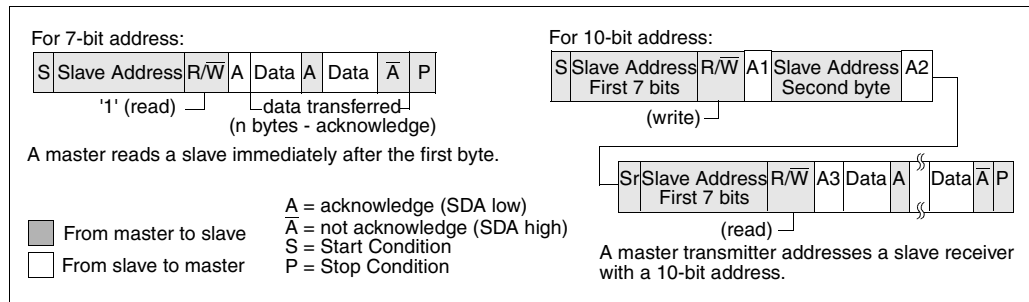 For 7-bit address:
S Slave Address R/W̅ A Data A Data A̅ P
'1' (read) data transferred
(n bytes - acknowledge)
A master reads a slave immediately after the first byte.
From master to slave
From slave to master
A = acknowledge (SDA low)
A̅ = not acknowledge (SDA high)
S = Start Condition
P = Stop Condition
For 10-bit address:
S Slave Address First 7 bits R/W̅ A1 Slave Address Second byte A2
(write)
Sr Slave Address First 7 bits R/W̅ A3 Data A Data A̅ P
(read)
A master transmitter addresses a slave receiver
with a 10-bit address.